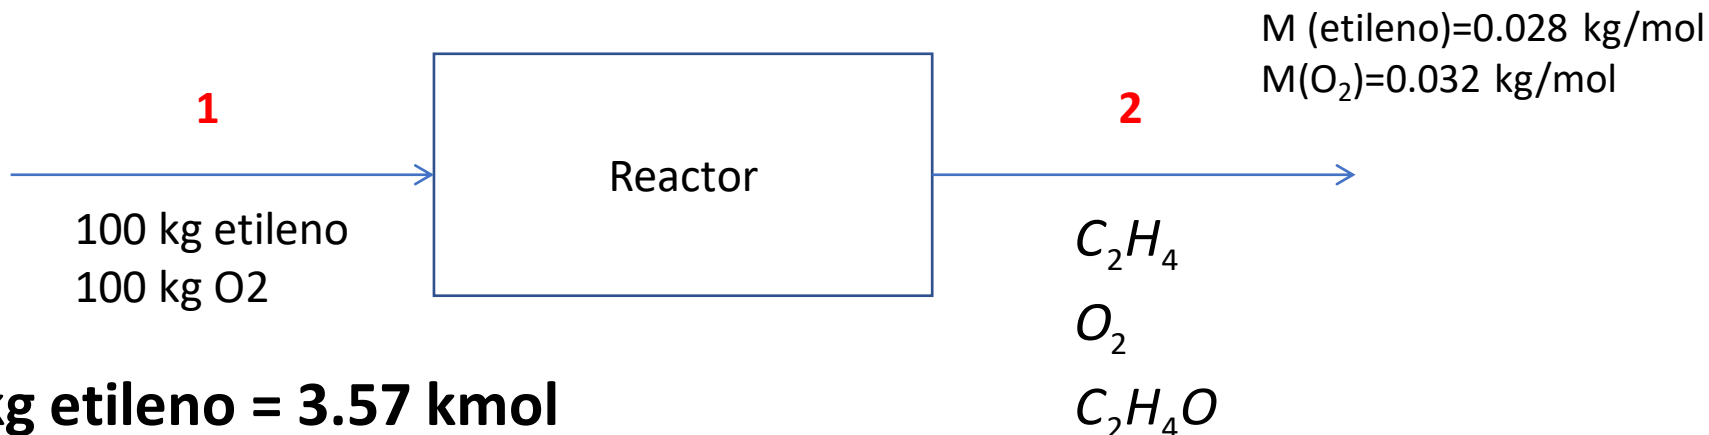 M (etileno)=0.028 kg/mol
M(O₂)=0.032 kg/mol
1
2
Reactor
100 kg etileno
100 kg O2
C₂H₄
O₂
C₂H₄O
kg etileno = 3.57 kmol